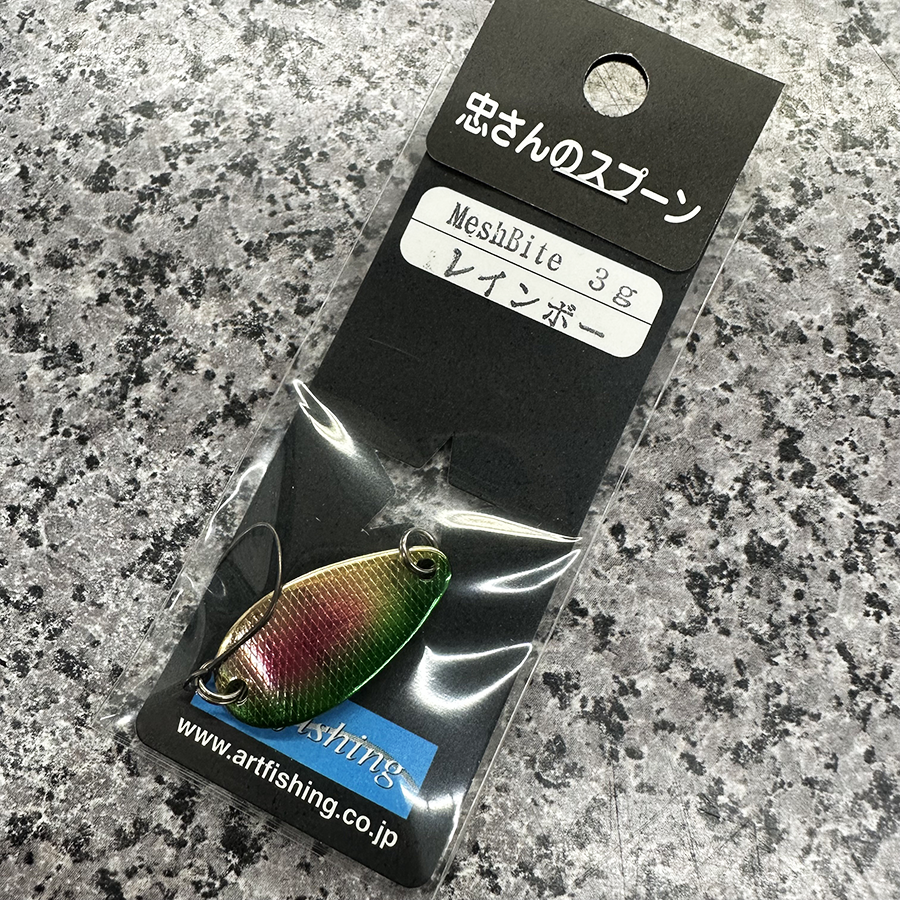 忠さんのスプーン
MeshBite 3g
レインボー
ishing
www.artfishing.co.jp